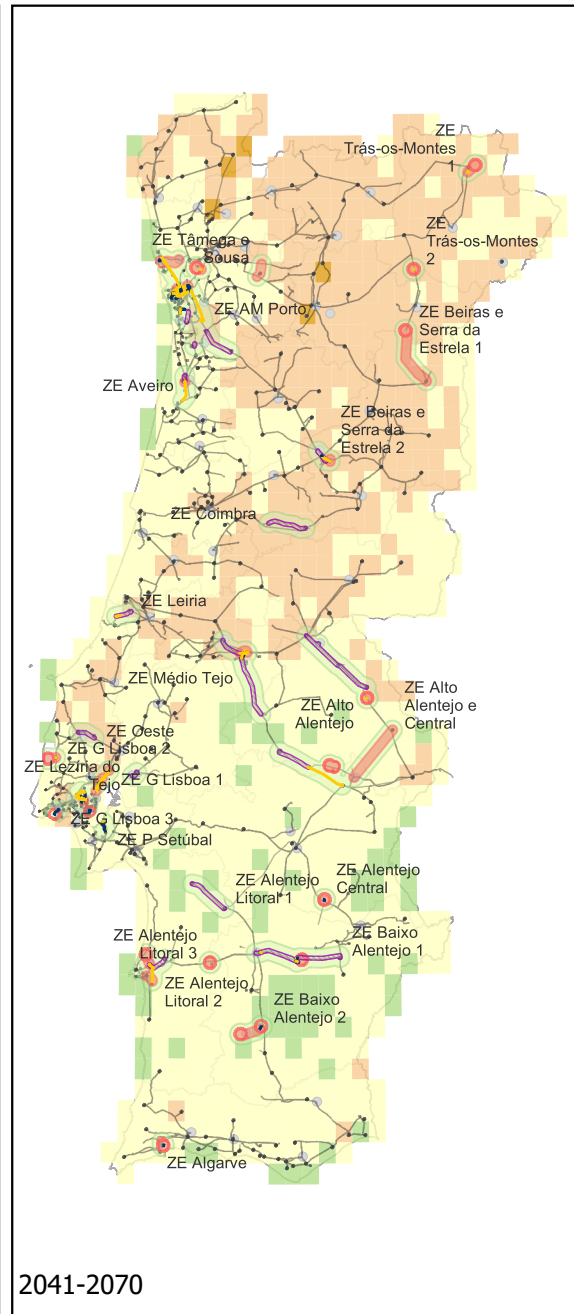 ZE
Trás-os-Montes
1
ZE Tâmega e
Sousa
ZE
Trás-os-Montes
2
ZE AM Porto
ZE Beiras e
Serra da
Estrela 1
ZE Aveiro
ZE Beiras e
Serra da
Estrela 2
ZE Coimbra
ZE Leiria
ZE Médio Tejo
ZE Alto
Alentejo
ZE Alto
Alentejo e
Central
ZE Oeste
ZE G Lisboa 2
ZE Lezíria do
Tejo
ZE G Lisboa 1
ZE G Lisboa 3
ZE P Setúbal
ZE Alentejo
Litoral 1
ZE Alentejo
Central
ZE Alentejo
Litoral 3
ZE Baixo
Alentejo 1
ZE Alentejo
Litoral 2
ZE Baixo
Alentejo 2
ZE Algarve
2041-2070